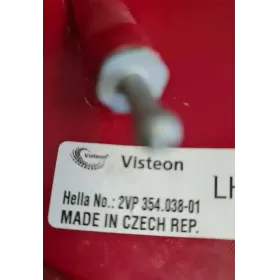 Visteon Visteon
LH
Hella No.: 2VP 354.038-01
MADE IN CZECH REP.